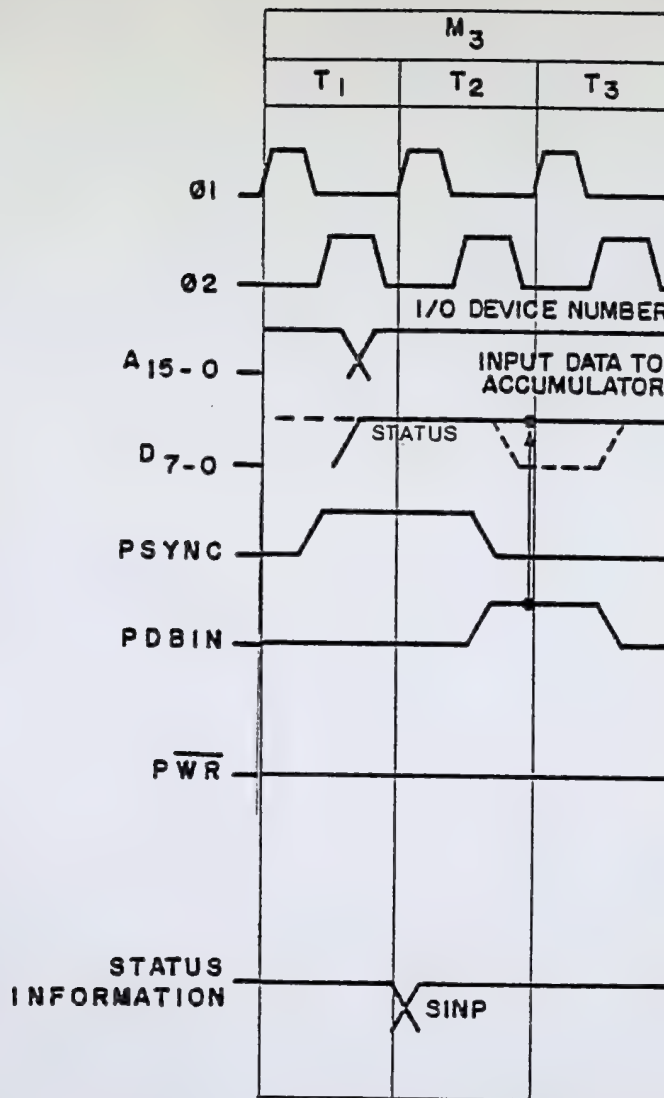 M3
T1 T2 T3
Ø1
Ø2
I/O DEVICE NUMBER
A15-0
INPUT DATA TO
ACCUMULATOR
STATUS
D7-0
PSYNC
PDBIN
PWR
STATUS
INFORMATION
SINP